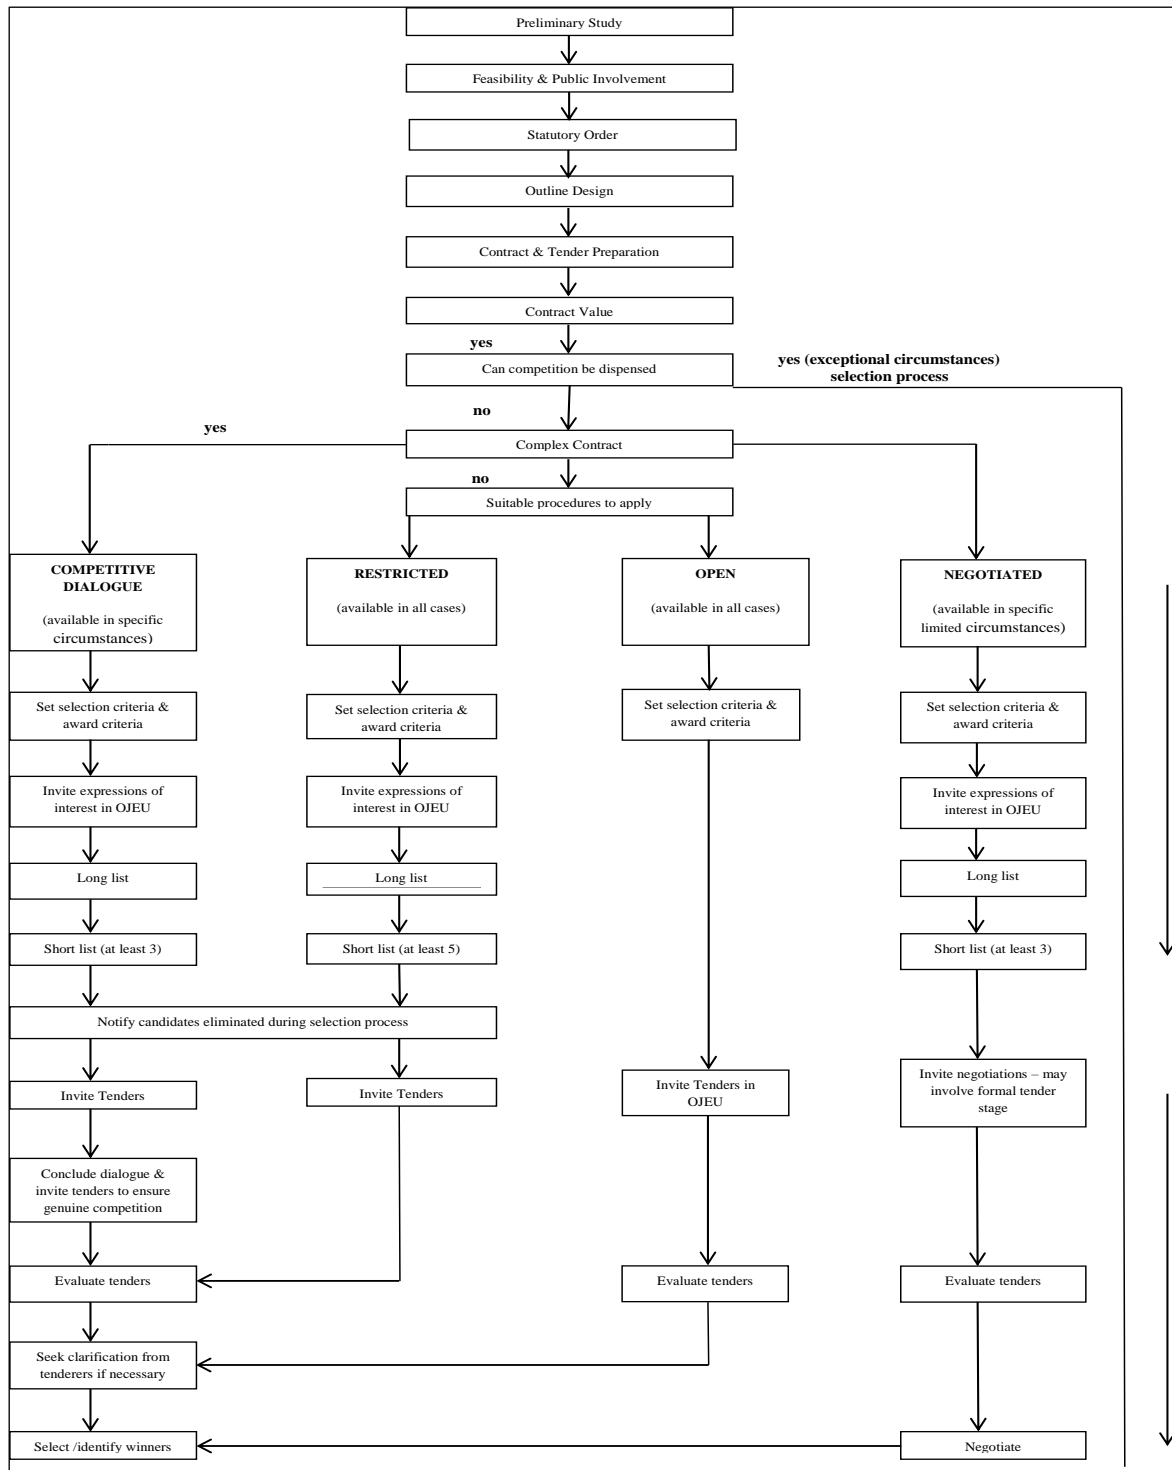 Preliminary Study
Feasibility & Public Involvement
Statutory Order
Outline Design
Contract & Tender Preparation
Contract Value
yes
Can competition be dispensed
yes (exceptional circumstances)
selection process
no
yes
Complex Contract
no
Suitable procedures to apply
COMPETITIVE
DIALOGUE
(available in specific
circumstances)
RESTRICTED
(available in all cases)
OPEN
(available in all cases)
NEGOTIATED
(available in specific
limited circumstances)
Set selection criteria &
award criteria
Set selection criteria &
award criteria
Set selection criteria &
award criteria
Set selection criteria &
award criteria
Invite expressions of
interest in OJEU
Invite expressions of
interest in OJEU
Invite expressions of
interest in OJEU
Long list
Long list
Long list
Short list (at least 3)
Short list (at least 5)
Short list (at least 3)
Notify candidates eliminated during selection process
Invite Tenders
Invite Tenders
Invite Tenders in
OJEU
Invite negotiations – may
involve formal tender
stage
Conclude dialogue &
invite tenders to ensure
genuine competition
Evaluate tenders
Evaluate tenders
Evaluate tenders
Seek clarification from
tenderers if necessary
Select /identify winners
Negotiate